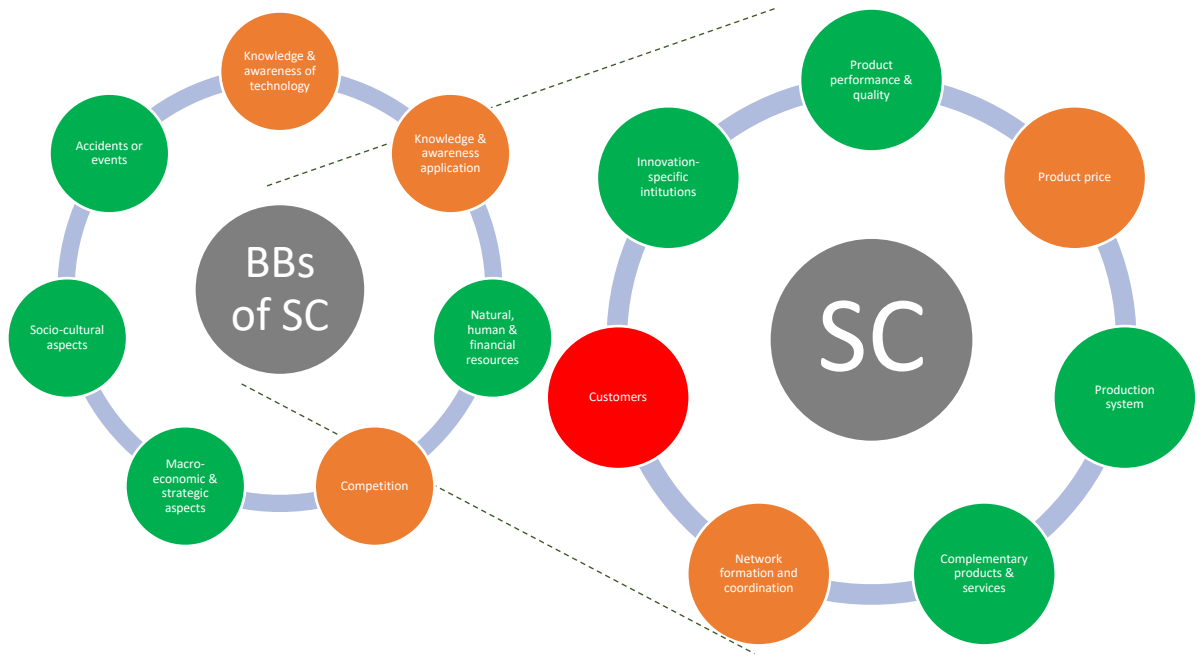 Knowledge &
awareness of
technology
Knowledge &
awareness
application
Natural,
human &
financial
resources
Competition
Macro-
economic &
strategic
aspects
Socio-cultural
aspects
Accidents or
events
BBs
of SC
Product
performance &
quality
Product price
Production
system
Complementary
products &
services
Network
formation and
coordination
Customers
Innovation-
specific
intitutions
SC